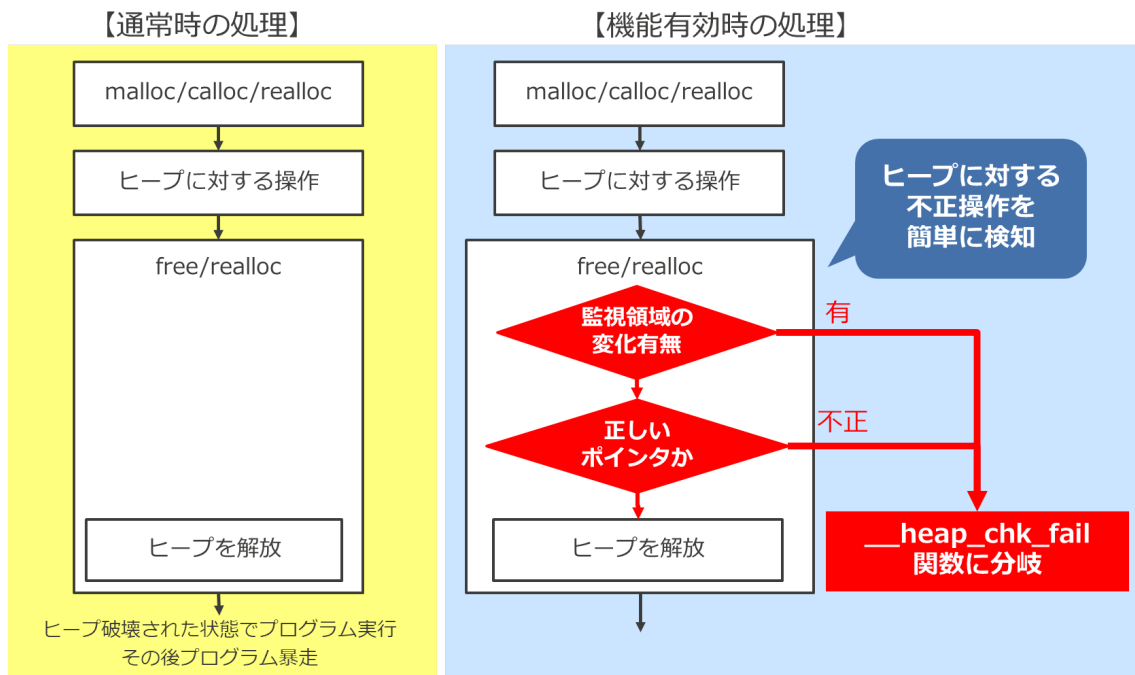 【通常時の処理】
malloc/calloc/realloc
ヒープに対する操作
free/realloc
ヒープを解放
ヒープ破壊された状態でプログラム実行
その後プログラム暴走
【機能有効時の処理】
malloc/calloc/realloc
ヒープに対する操作
free/realloc
監視領域の
変化有無
有
正しい
ポインタか
不正
ヒープを解放
ヒープに対する
不正操作を
簡単に検知
__heap_chk_fail
関数に分岐